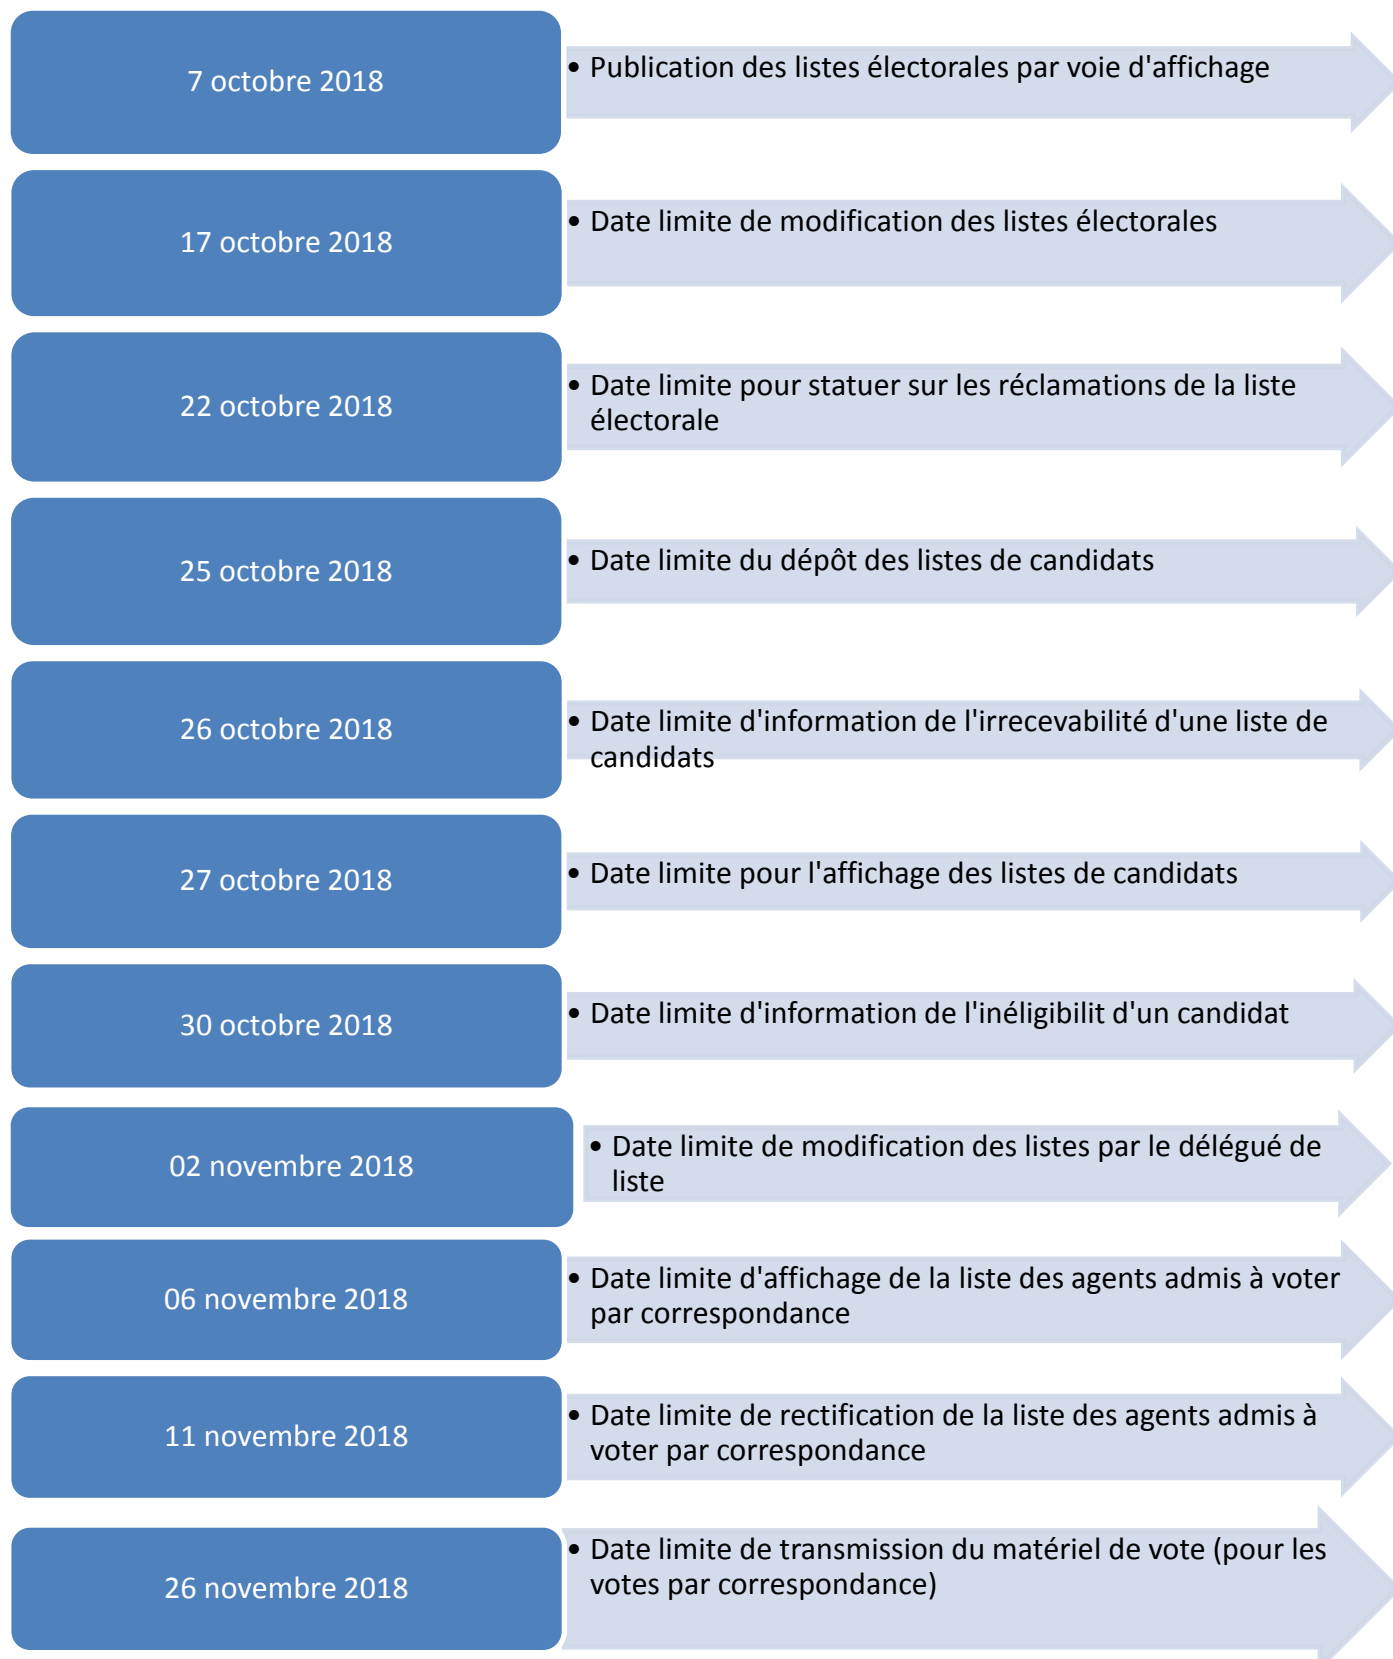 7 octobre 2018
• Publication des listes électorales par voie d'affichage
17 octobre 2018
• Date limite de modification des listes électorales
22 octobre 2018
• Date limite pour statuer sur les réclamations de la liste
électorale
25 octobre 2018
• Date limite du dépôt des listes de candidats
26 octobre 2018
• Date limite d'information de l'irrecevabilité d'une liste de
candidats
27 octobre 2018
• Date limite pour l'affichage des listes de candidats
30 octobre 2018
• Date limite d'information de l'inéligibilit d'un candidat
02 novembre 2018
• Date limite de modification des listes par le délégué de
liste
06 novembre 2018
• Date limite d'affichage de la liste des agents admis à voter
par correspondance
11 novembre 2018
• Date limite de rectification de la liste des agents admis à
voter par correspondance
26 novembre 2018
• Date limite de transmission du matériel de vote (pour les
votes par correspondance)